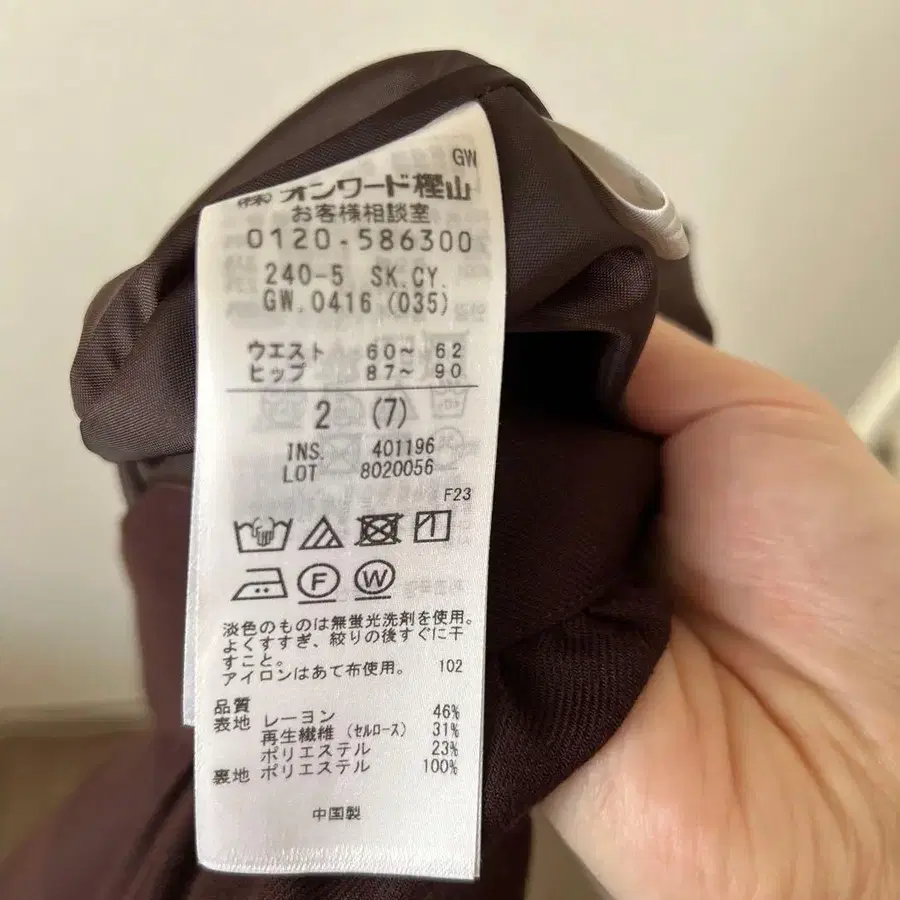 GW
㈱オンワード樫山
お客様相談室
0120-586300
240-5 SK.CY.
GW.0416 (035)
ウエスト 60～ 62
ヒップ 87～ 90
2 (7)
INS. 401196
LOT 8020056
F23
F W
淡色のものは無蛍光洗剤を使用。
よくすすぎ、絞りの後すぐに干
すこと。
アイロンはあて布使用。 102
品質
表地 レーヨン 46%
再生繊維 (セルロース) 31%
ポリエステル 23%
裏地 ポリエステル 100%
中国製